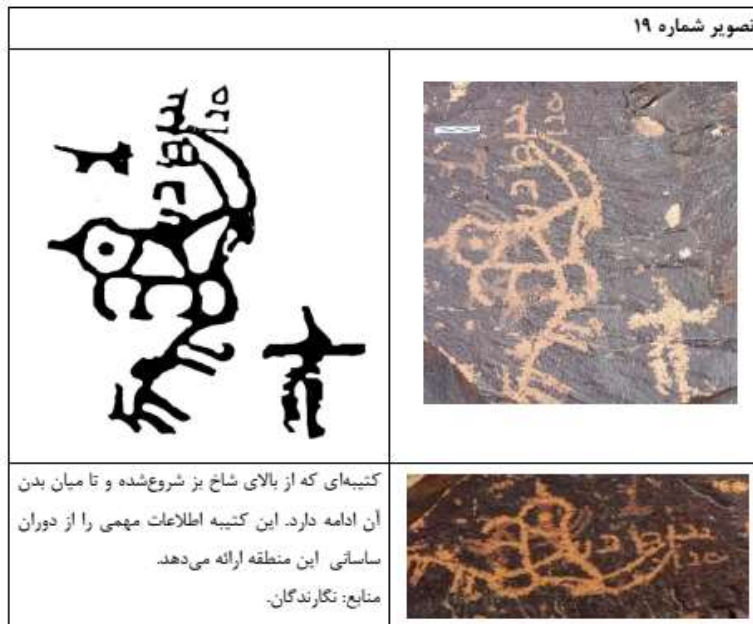 تصویر شماره ۱۹
کتیبه‌ای که از بالای شاخ بز شروع‌شده و تا میان بدن
آن ادامه دارد. این کتیبه اطلاعات مهمی را از دوران
ساسانی این منطقه ارائه می‌دهد.
منابع: نگارندگان.